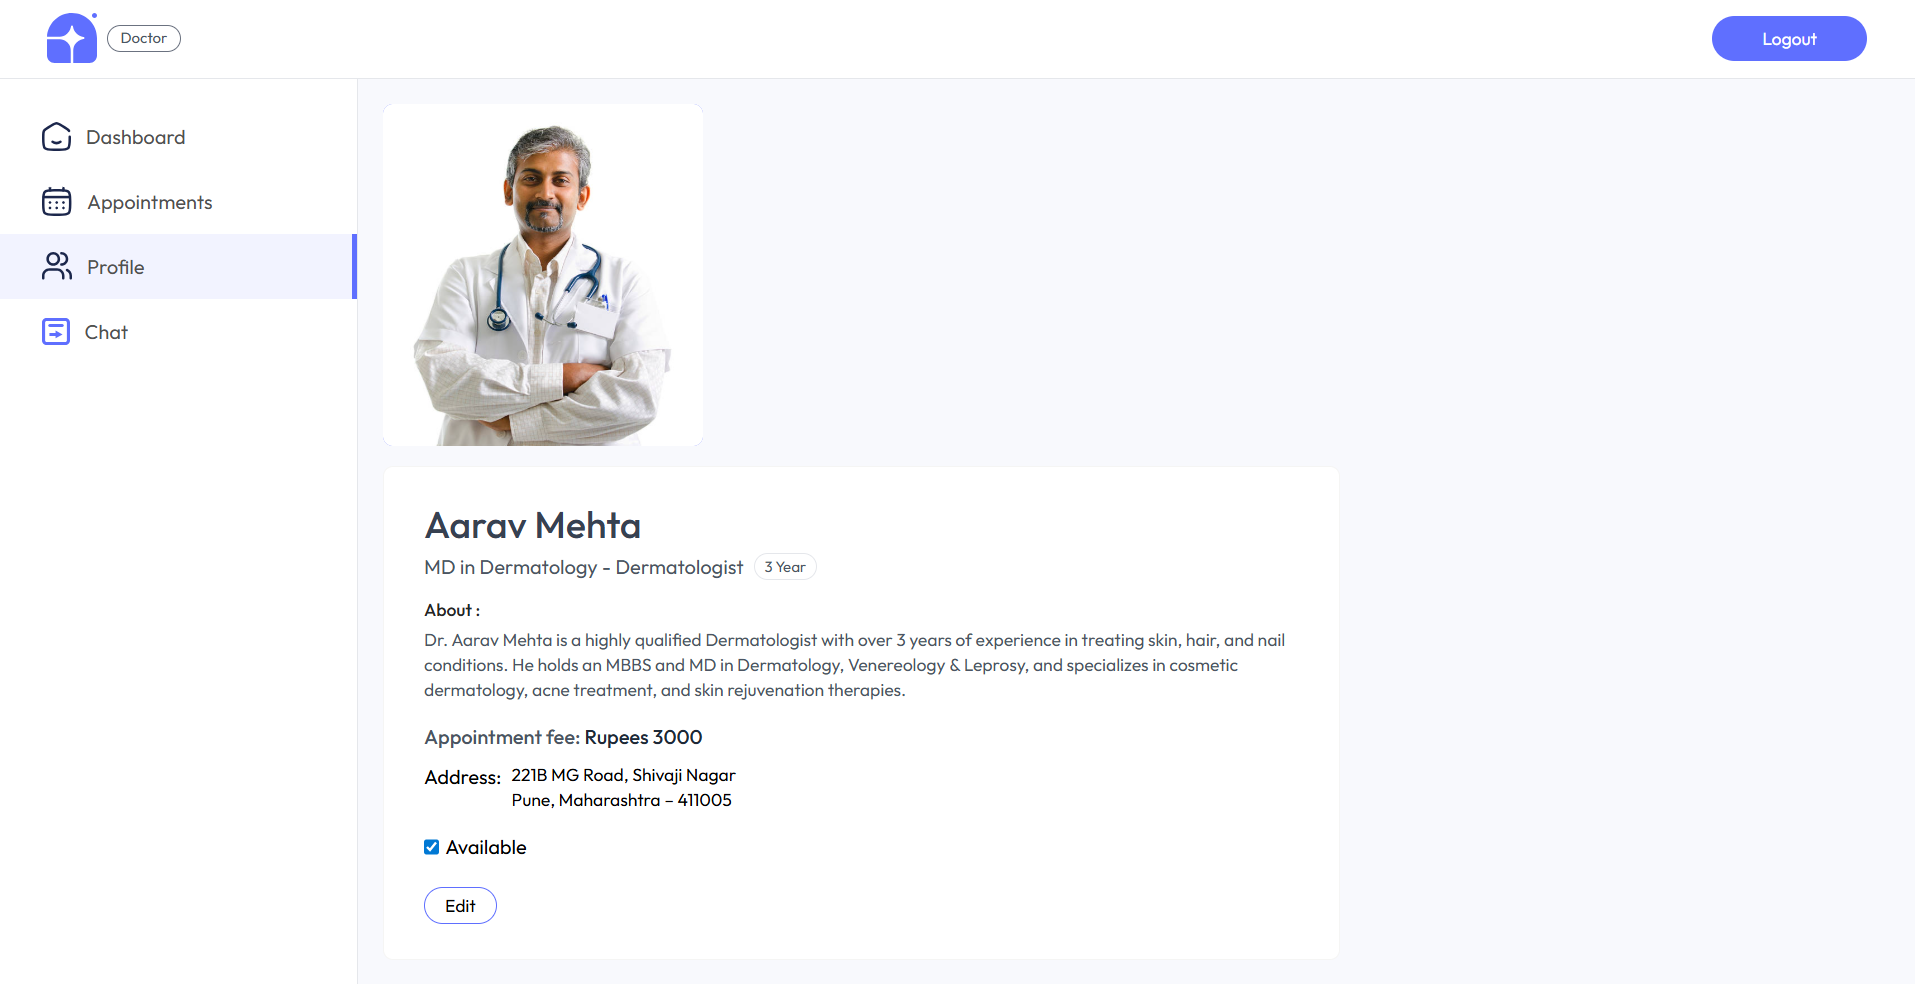 Doctor
Logout
Dashboard
Appointments
Profile
Chat
Aarav Mehta
MD in Dermatology - Dermatologist 3 Year
About :
Dr. Aarav Mehta is a highly qualified Dermatologist with over 3 years of experience in treating skin, hair, and nail
conditions. He holds an MBBS and MD in Dermatology, Venereology & Leprosy, and specializes in cosmetic
dermatology, acne treatment, and skin rejuvenation therapies.
Appointment fee: Rupees 3000
Address: 221B MG Road, Shivaji Nagar
Pune, Maharashtra – 411005
Available
Edit